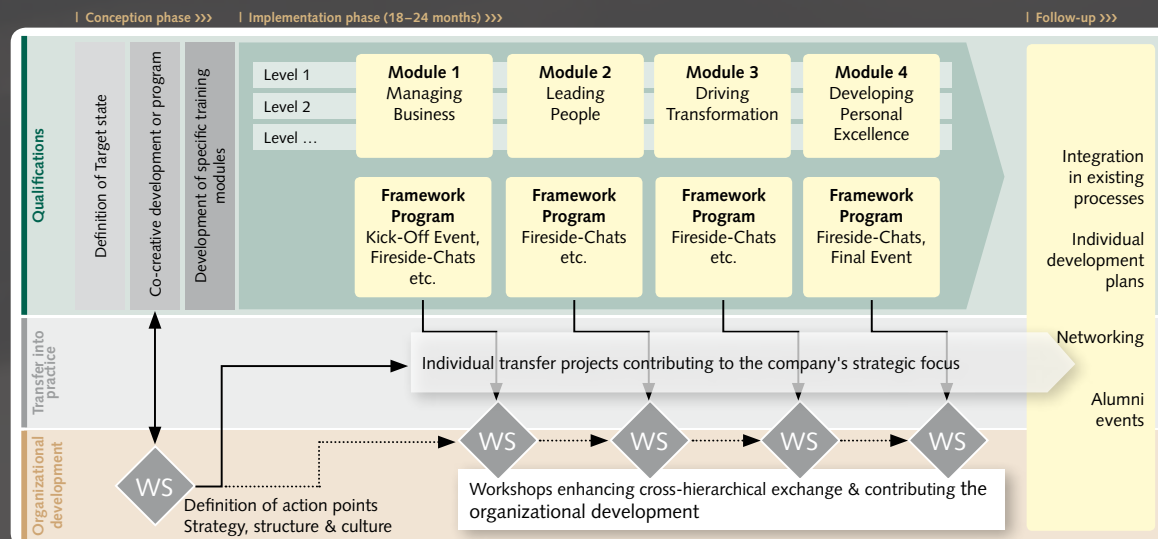 Conception phase >>>
Implementation phase (18–24 months) >>>
Follow-up >>>
Qualifications
Definition of Target state
Co-creative development or program
Development of specific training
modules
Level 1
Level 2
Level ...
Module 1
Managing
Business
Module 2
Leading
People
Module 3
Driving
Transformation
Module 4
Developing
Personal
Excellence
Framework
Program
Kick-Off Event,
Fireside-Chats
etc.
Framework
Program
Fireside-Chats
etc.
Framework
Program
Fireside-Chats
etc.
Framework
Program
Fireside-Chats,
Final Event
Integration
in existing
processes
Individual
development
plans
Networking
Alumni
events
Transfer into
practice
Individual transfer projects contributing to the company's strategic focus
Organizational
development
WS
Definition of action points
Strategy, structure & culture
WS
WS
WS
WS
Workshops enhancing cross-hierarchical exchange & contributing the
organizational development